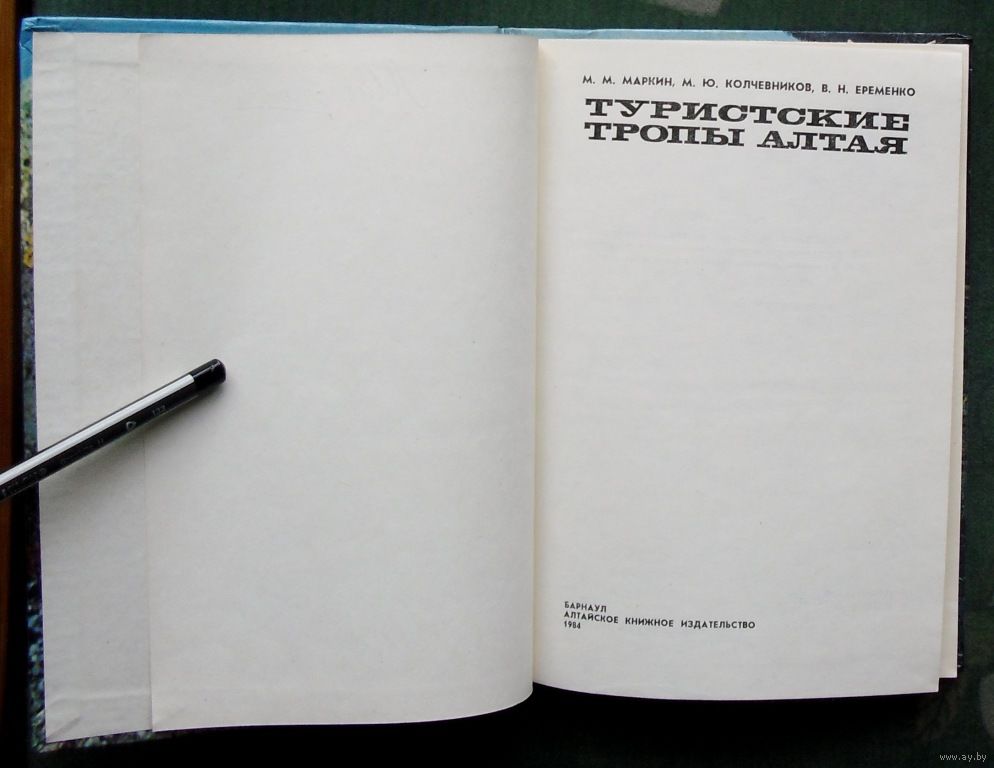 М. М. МАРКИН, М. Ю. КОЛЧЕВНИКОВ, В. Н. ЕРЕМЕНКО
ТУРИСТСКИЕ
ТРОПЫ АЛТАЯ
БАРНАУЛ
АЛТАЙСКОЕ КНИЖНОЕ ИЗДАТЕЛЬСТВО
1984
www.ay.by